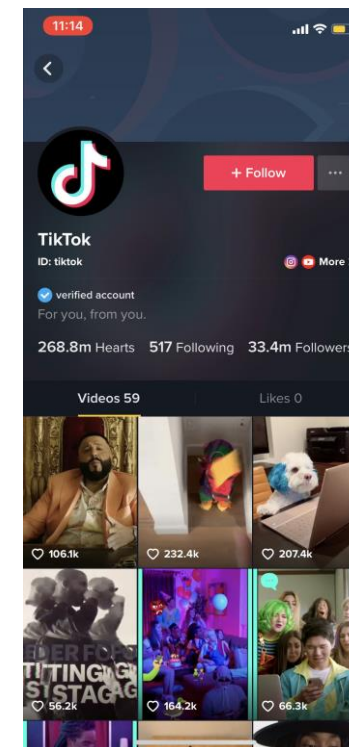 11:14
+ Follow
TikTok
ID: tiktok
More
verified account
For you, from you.
268.8m Hearts 517 Following 33.4m Followers
Videos 59 Likes 0
106.1k 232.4k 207.4k
56.2k 164.2k 66.3k